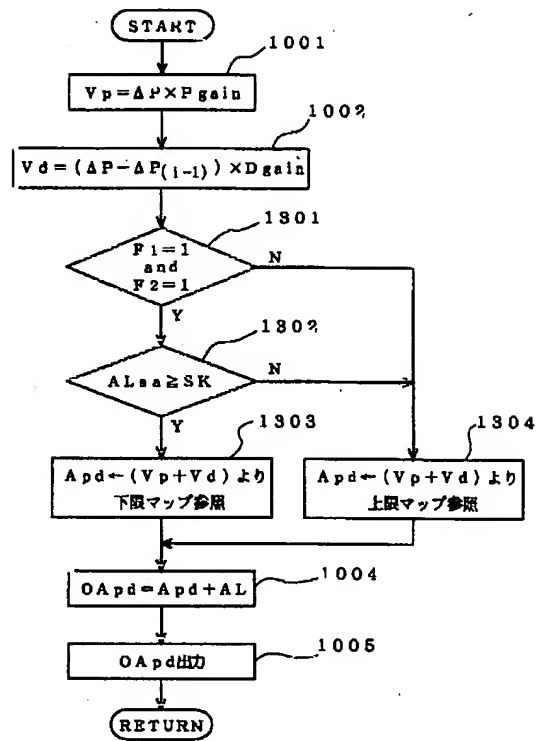 START
1001
Vp=ΔP×Pgain
1002
Vd=(ΔP-ΔP(i-1))×Dgain
1301
F1=1
and
F2=1
N
Y
1302
ALaa≧SK
N
Y
1303
1304
Apd←(Vp+Vd)より
下限マップ参照
Apd←(Vp+Vd)より
上限マップ参照
1004
OApd=Apd+AL
1005
OApd出力
RETURN